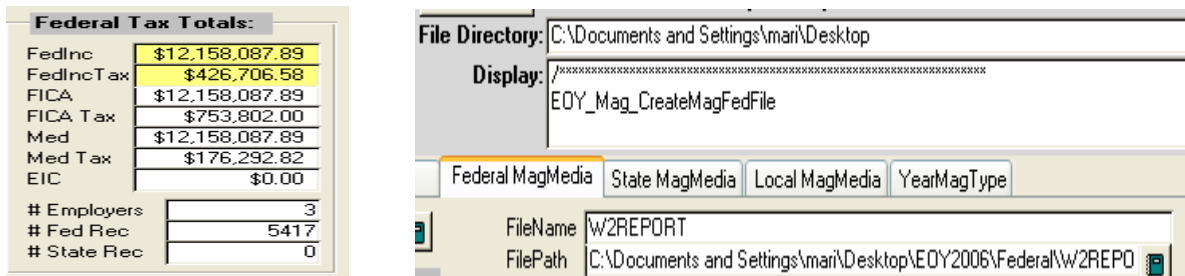 Federal Tax Totals:
FedInc $12,158,087.89
FedIncTax $426,706.58
FICA $12,158,087.89
FICA Tax $753,802.00
Med $12,158,087.89
Med Tax $176,292.82
EIC $0.00
# Employers 3
# Fed Rec 5417
# State Rec 0
File Directory: C:\Documents and Settings\mari\Desktop
Display:
EOY_Mag_CreateMagFedFile
Federal MagMedia State MagMedia Local MagMedia YearMagType
FileName W2REPORT
FilePath C:\Documents and Settings\mari\Desktop\EOY2006\Federal\W2REPO